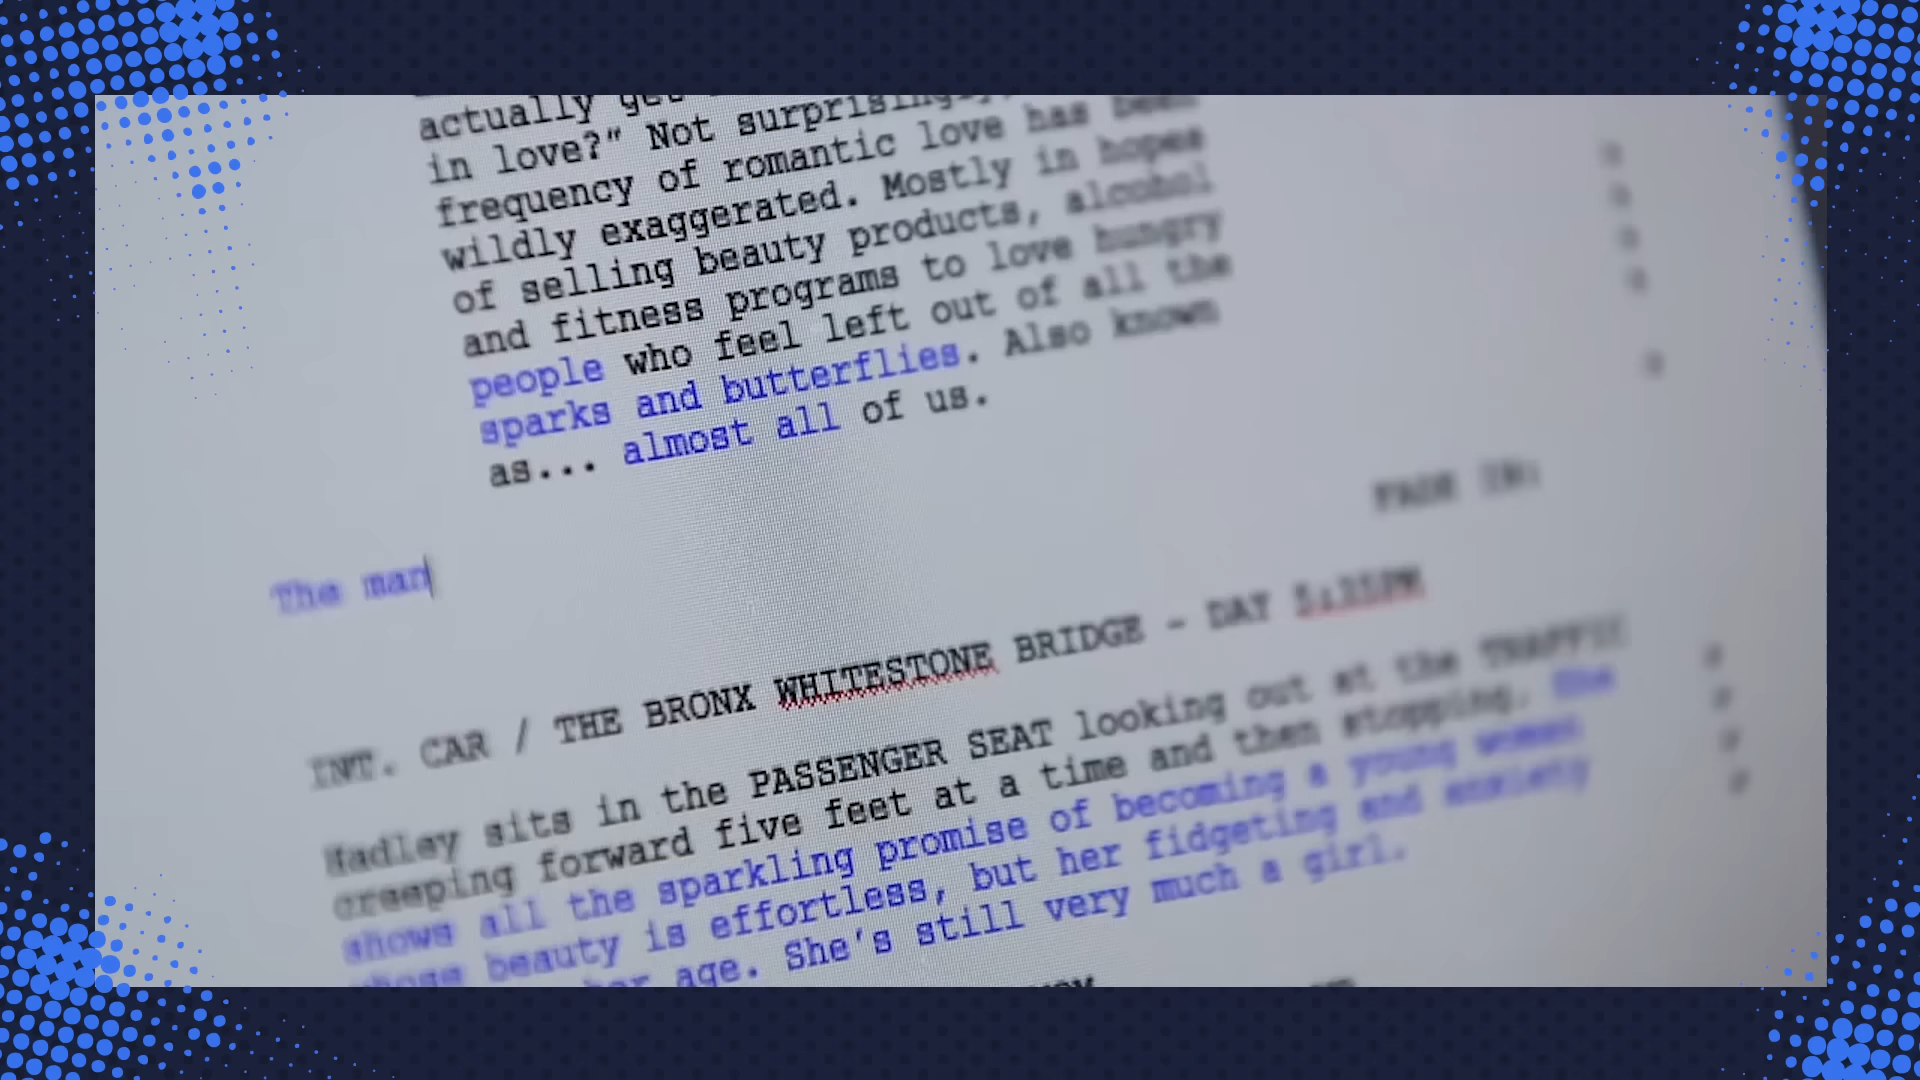 actually get
in love?" Not surprisingly,
frequency of romantic love has been
wildly exaggerated. Mostly in hopes
of selling beauty products, alcohol
and fitness programs to love hungry
people who feel left out of all the
sparks and butterflies. Also known
as... almost all of us.
FADE IN:
The man
INT. CAR / THE BRONX WHITESTONE BRIDGE - DAY 5:35PM
Hadley sits in the PASSENGER SEAT looking out at the TRAFFIC
creeping forward five feet at a time and then stopping. She
shows all the sparkling promise of becoming a young woman
whose beauty is effortless, but her fidgeting and anxiety
her age. She's still very much a girl.